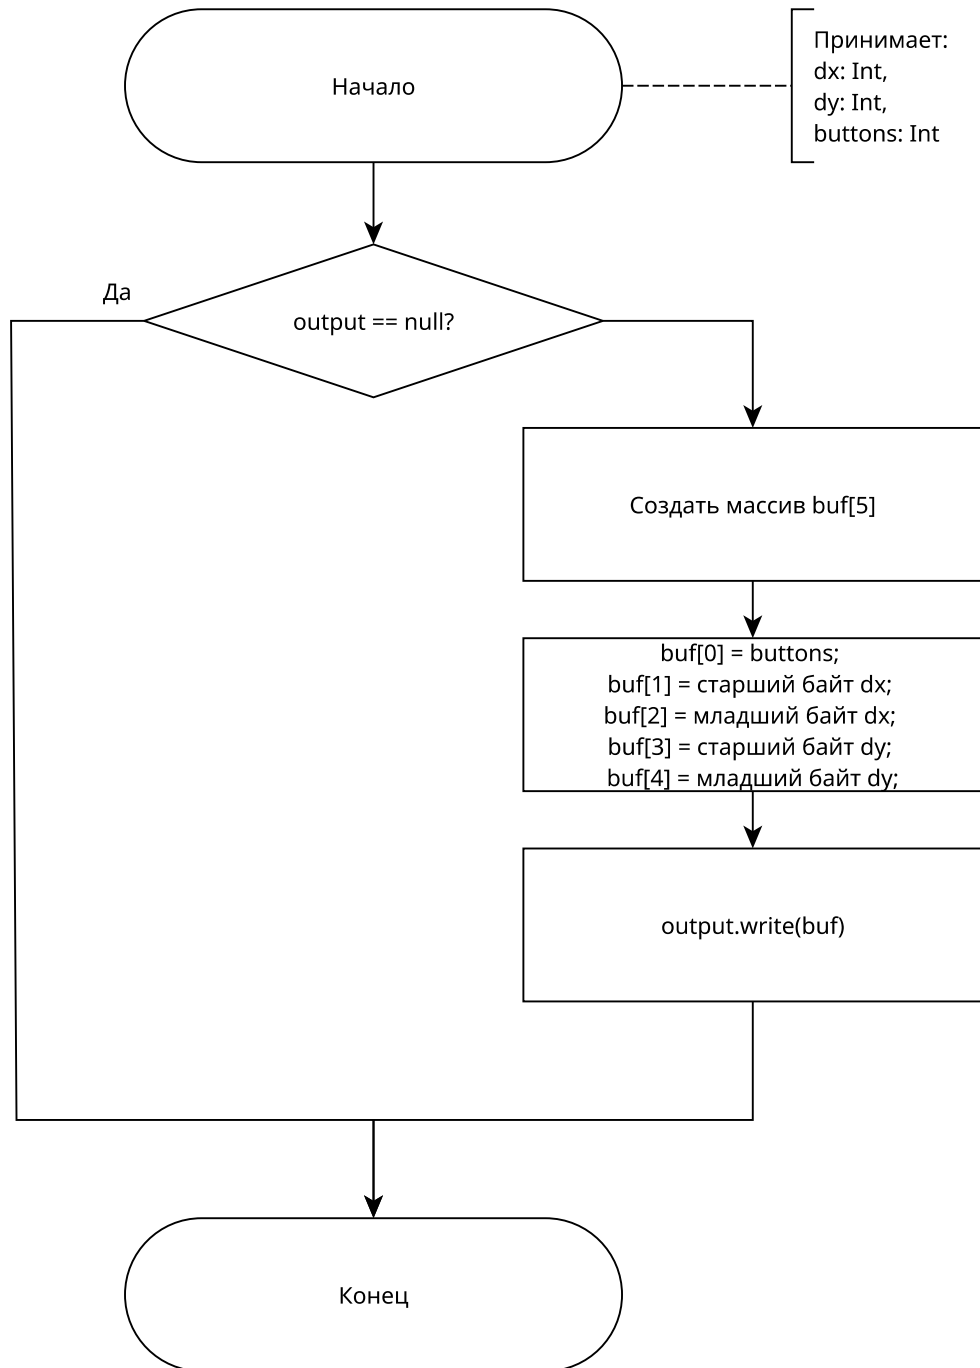 Начало
Принимает:
dx: Int,
dy: Int,
buttons: Int
Да
output == null?
Создать массив buf[5]
buf[0] = buttons;
buf[1] = старший байт dx;
buf[2] = младший байт dx;
buf[3] = старший байт dy;
buf[4] = младший байт dy;
output.write(buf)
Конец